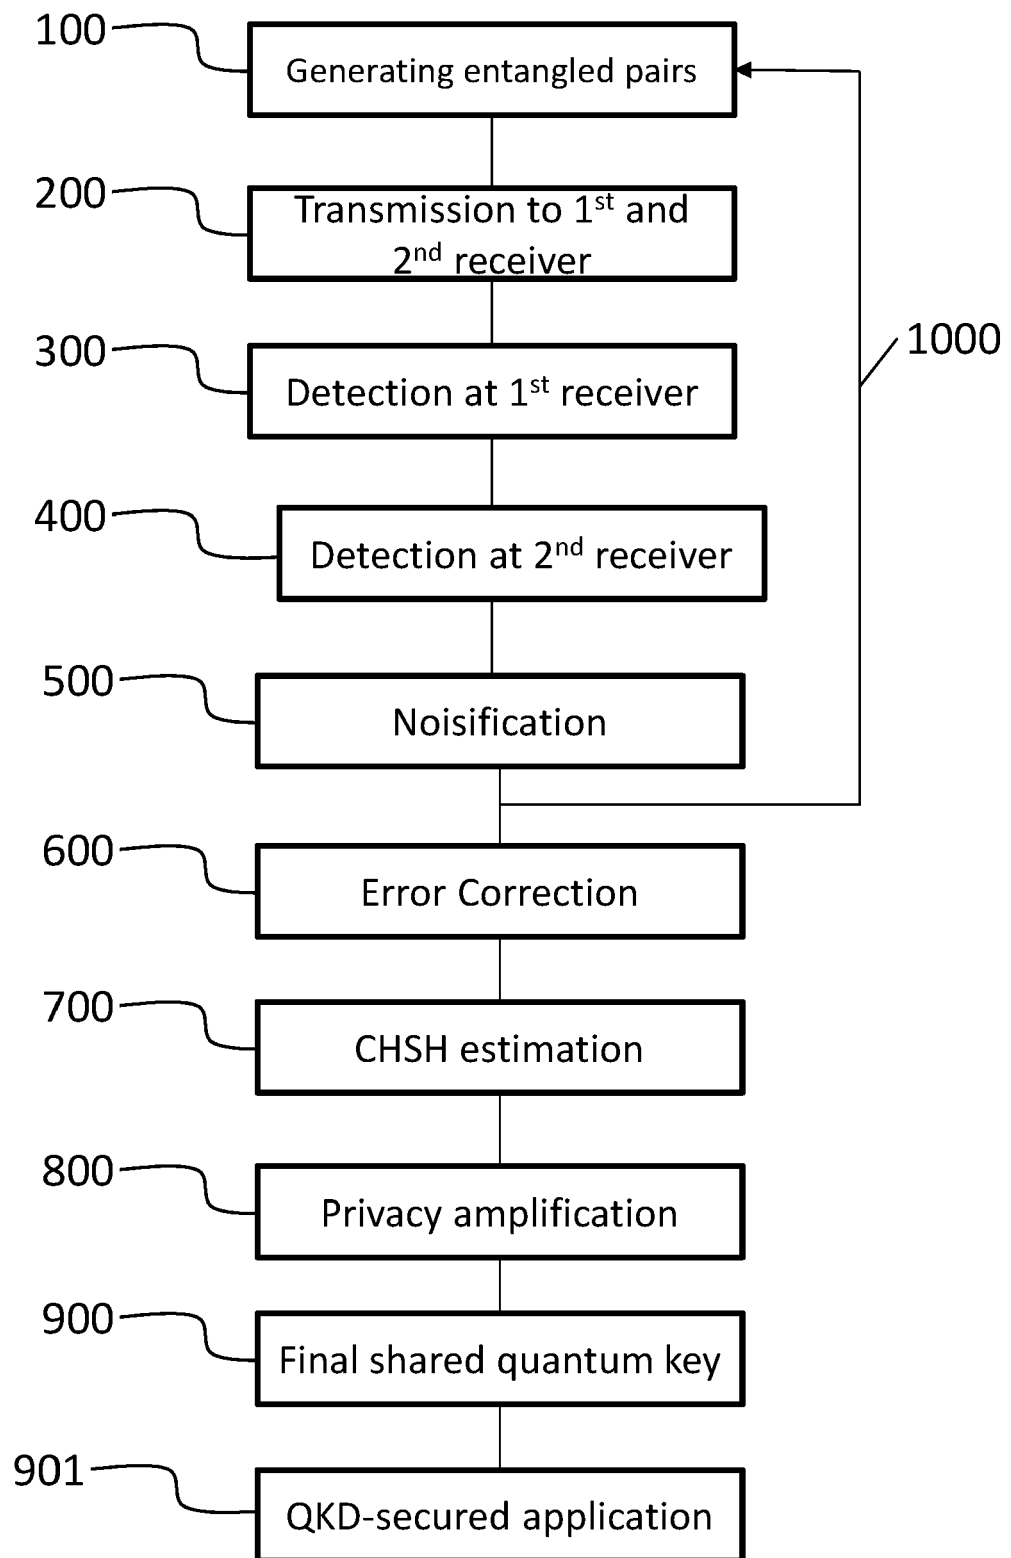 100
Generating entangled pairs
200
Transmission to 1st and
2nd receiver
300
Detection at 1st receiver
1000
400
Detection at 2nd receiver
500
Noisification
600
Error Correction
700
CHSH estimation
800
Privacy amplification
900
Final shared quantum key
901
QKD-secured application